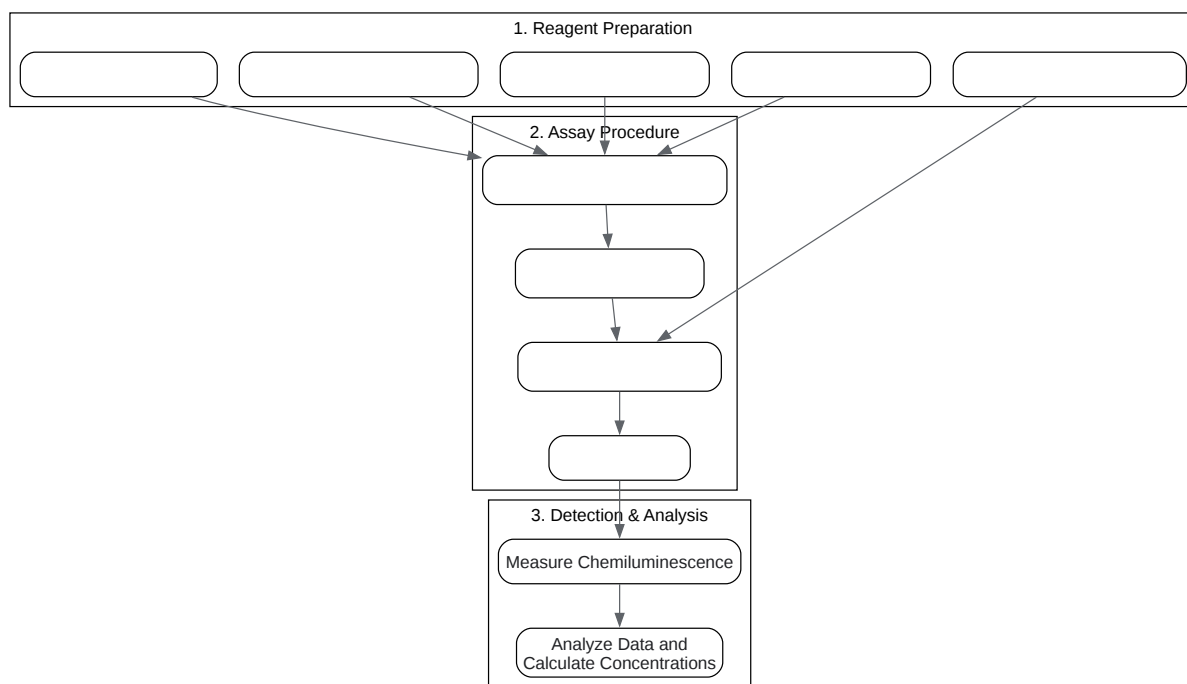 1. Reagent Preparation
2. Assay Procedure
3. Detection & Analysis
Measure Chemiluminescence
Analyze Data and
Calculate Concentrations